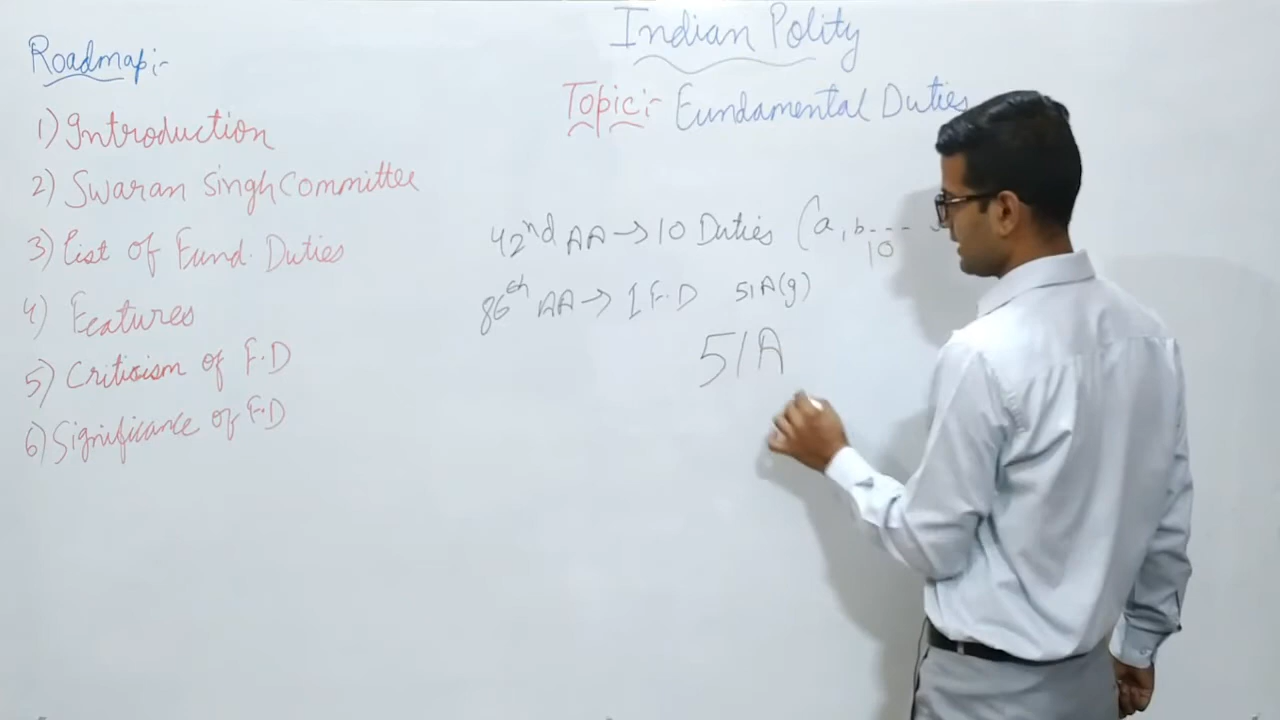 Roadmap:-
1) Introduction
2) Swaran Singh Committee
3) List of Fund. Duties
4) Features
5) Criticism of F.D
6) Significance of F.D
Indian Polity
Topic:- Fundamental Duties
42nd AA → 10 Duties (a, b - - -
10
86th AA → 1 F.D 51A(g)
51A